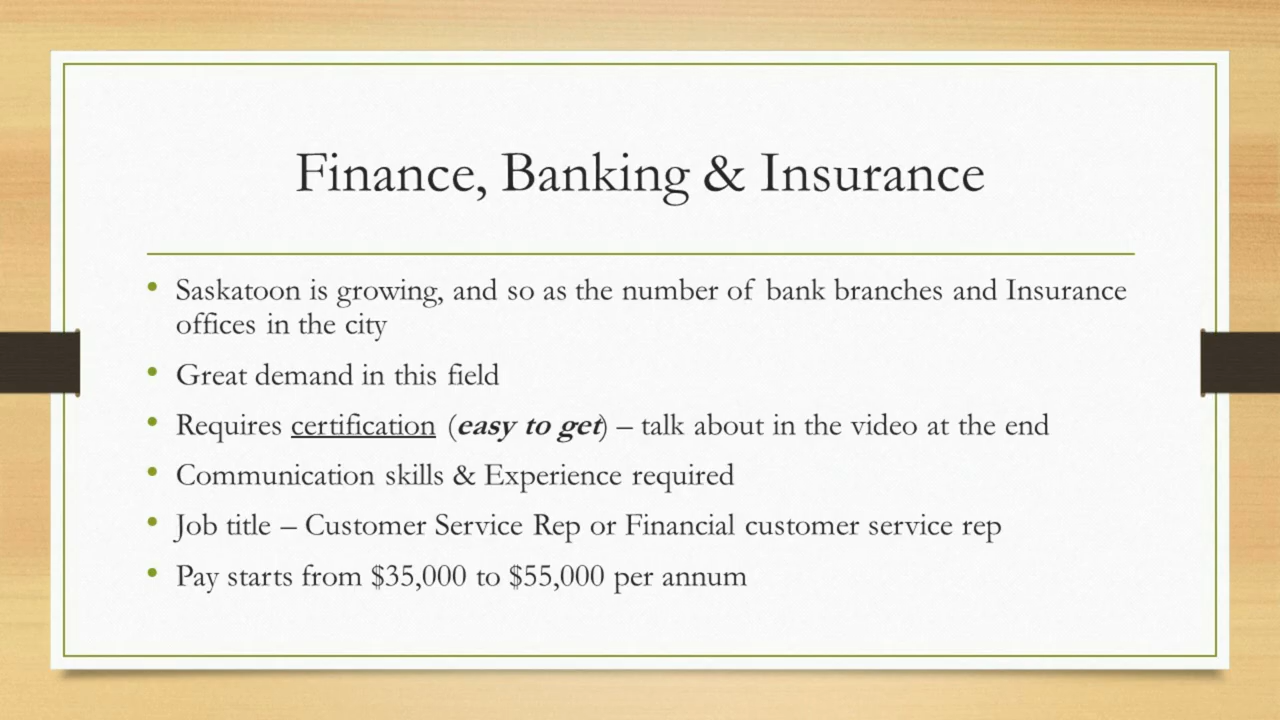 Finance, Banking & Insurance
• Saskatoon is growing, and so as the number of bank branches and Insurance
offices in the city
• Great demand in this field
• Requires certification (easy to get) – talk about in the video at the end
• Communication skills & Experience required
• Job title – Customer Service Rep or Financial customer service rep
• Pay starts from $35,000 to $55,000 per annum